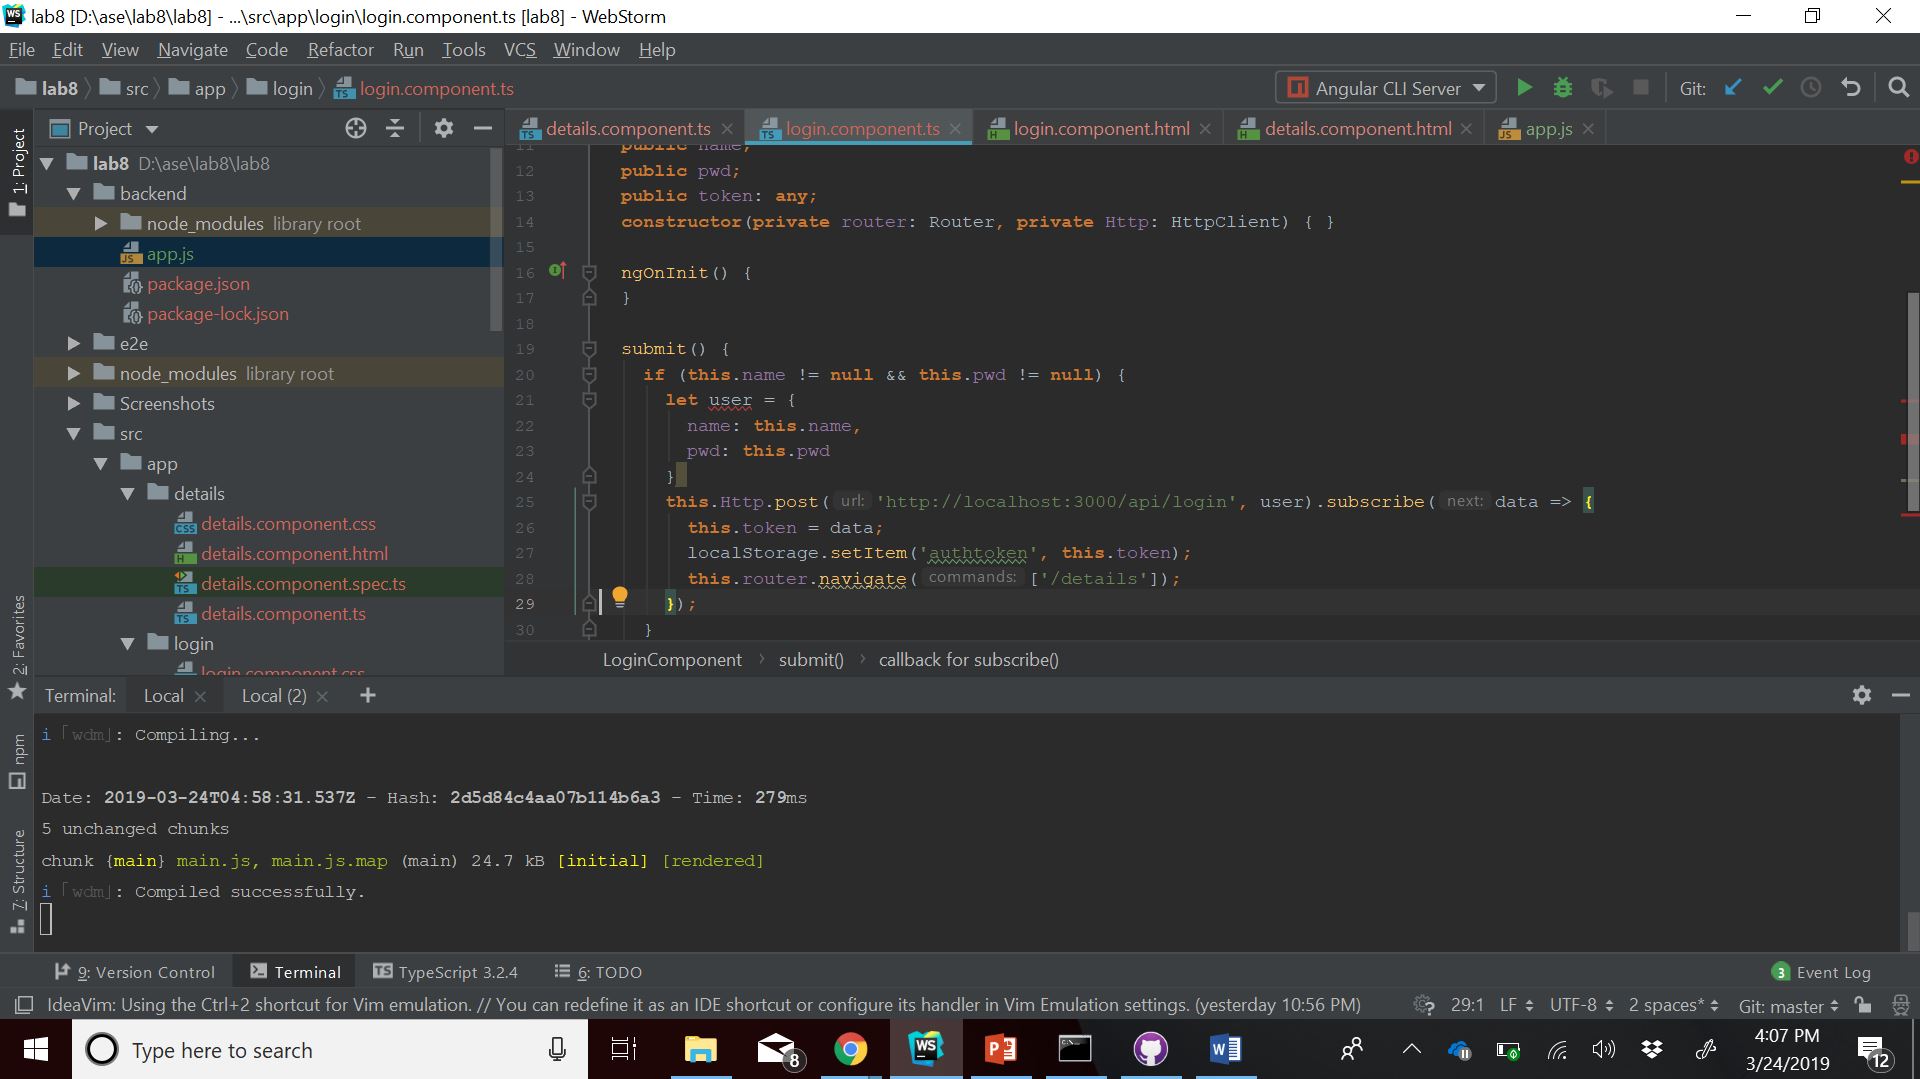 WS lab8 [D:\ase\lab8\lab8] - ...\src\app\login\login.component.ts [lab8] - WebStorm
File Edit View Navigate Code Refactor Run Tools VCS Window Help
lab8 src app login login.component.ts Angular CLI Server Git:
Project details.component.ts login.component.ts login.component.html details.component.html app.js
1: Project
lab8 D:\ase\lab8\lab8
backend
node_modules library root
app.js
package.json
package-lock.json
e2e
node_modules library root
Screenshots
src
app
details
details.component.css
details.component.html
details.component.spec.ts
details.component.ts
login
login.component.css
11 public name;
12 public pwd;
13 public token: any;
14 constructor(private router: Router, private Http: HttpClient) { }
15
16 ngOnInit() {
17 }
18
19 submit() {
20 if (this.name != null && this.pwd != null) {
21 let user = {
22 name: this.name,
23 pwd: this.pwd
24 }
25 this.Http.post( url: 'http://localhost:3000/api/login', user).subscribe( next: data => {
26 this.token = data;
27 localStorage.setItem('authtoken', this.token);
28 this.router.navigate( commands: ['/details']);
29 });
30 }
LoginComponent › submit() › callback for subscribe()
2: Favorites
npm
7: Structure
Terminal: Local Local (2) +
i ｢wdm｣: Compiling...
Date: 2019-03-24T04:58:31.537Z - Hash: 2d5d84c4aa07b114b6a3 - Time: 279ms
5 unchanged chunks
chunk {main} main.js, main.js.map (main) 24.7 kB [initial] [rendered]
i ｢wdm｣: Compiled successfully.
9: Version Control Terminal TS TypeScript 3.2.4 6: TODO 3 Event Log
IdeaVim: Using the Ctrl+2 shortcut for Vim emulation. // You can redefine it as an IDE shortcut or configure its handler in Vim Emulation settings. (yesterday 10:56 PM) 29:1 LF UTF-8 2 spaces* Git: master
Type here to search 8 WS 4:07 PM
3/24/2019 12